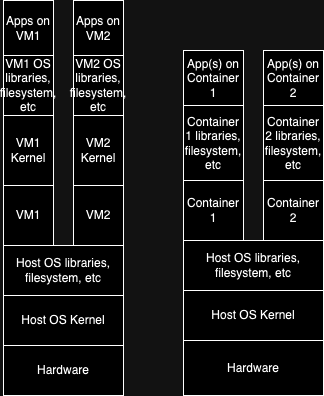 Apps on
VM1
Apps on
VM2
VM1 OS
libraries,
filesystem,
etc
VM2 OS
libraries,
filesystem,
etc
VM1
Kernel
VM2
Kernel
VM1
VM2
Host OS libraries,
filesystem, etc
Host OS Kernel
Hardware
App(s) on
Container
1
App(s) on
Container
2
Container
1 libraries,
filesystem,
etc
Container
2 libraries,
filesystem,
etc
Container
1
Container
2
Host OS libraries,
filesystem, etc
Host OS Kernel
Hardware